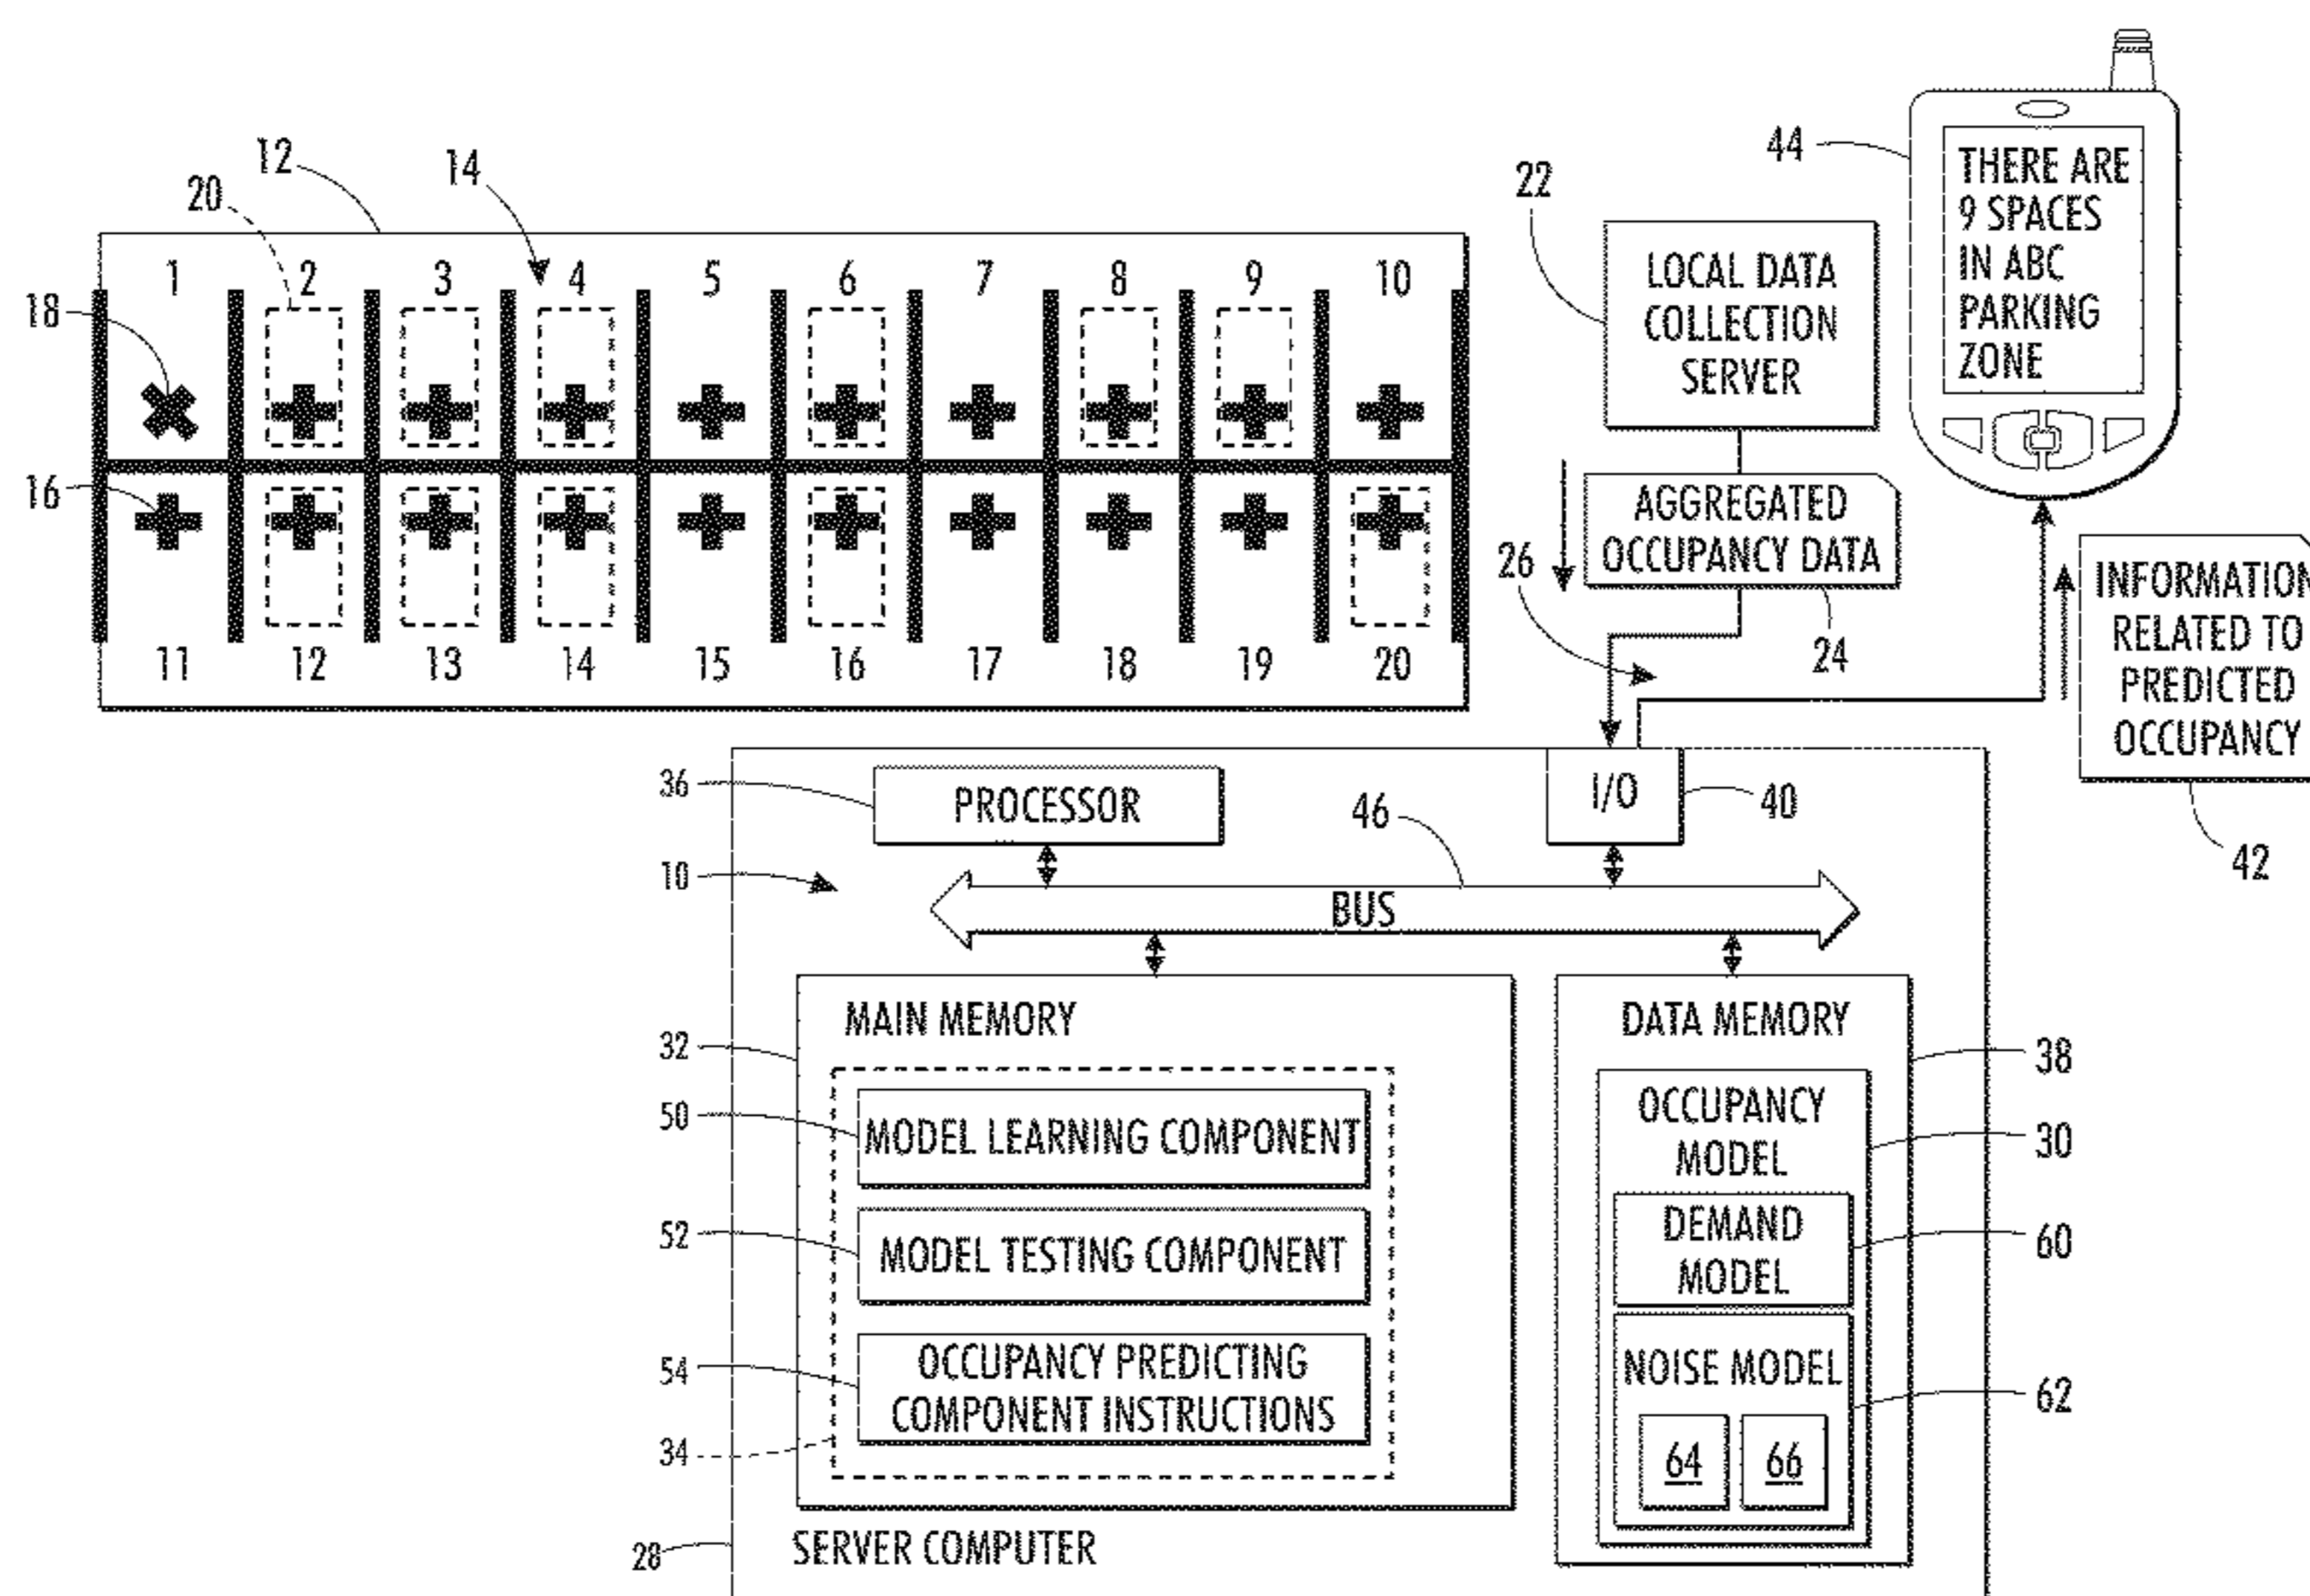 12
14
20
1 2 3 4 5 6 7 8 9 10
18
16
11 12 13 14 15 16 17 18 19 20
22
LOCAL DATA
COLLECTION
SERVER
44
THERE ARE
9 SPACES
IN ABC
PARKING
ZONE
AGGREGATED
OCCUPANCY DATA
26
24
INFORMATION
RELATED TO
PREDICTED
OCCUPANCY
42
36
PROCESSOR
I/O
40
46
10
BUS
MAIN MEMORY
32
50
MODEL LEARNING COMPONENT
52
MODEL TESTING COMPONENT
54
OCCUPANCY PREDICTING
COMPONENT INSTRUCTIONS
34
DATA MEMORY
38
OCCUPANCY
MODEL
30
DEMAND
MODEL
60
NOISE MODEL
62
64 66
28
SERVER COMPUTER